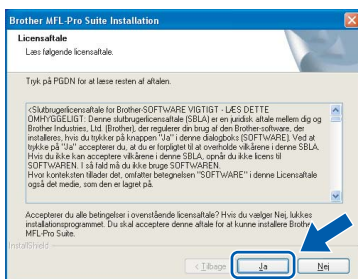 Brother MFL-Pro Suite Installation
Licensaftale
Læs følgende licensaftale.
Tryk på PGDN for at læse resten af aftalen.
<Slutbrugerlicensaftale for Brother-SOFTWARE VIGTIGT - LÆS DETTE
OMHYGGELIGT: Denne slutbrugerlicensaftale (SBLA) er en juridisk aftale mellem dig og
Brother Industries, Ltd. (Brother), der regulerer din brug af den Brother-software, der
installeres, hvis du trykker på knappen "Ja" i denne dialogboks (SOFTWARE). Ved at
trykke på "Ja" accepterer du, at du er forpligtet til at overholde vilkårene i denne SBLA.
Hvis du ikke kan acceptere vilkårene i denne SBLA, opnår du ikke licens til
SOFTWAREN. I så fald må du ikke bruge SOFTWAREN.
Hvor konteksten tillader det, omfatter betegnelsen "SOFTWARE" i denne Licensaftale
også det medie, som den er lagret på.
Accepterer du alle betingelser i ovenstående licensaftale? Hvis du vælger Nej, lukkes
installationsprogrammet. Du skal acceptere denne aftale for at kunne installere Brother
MFL-Pro Suite.
InstallShield
< Tilbage
Ja
Nej